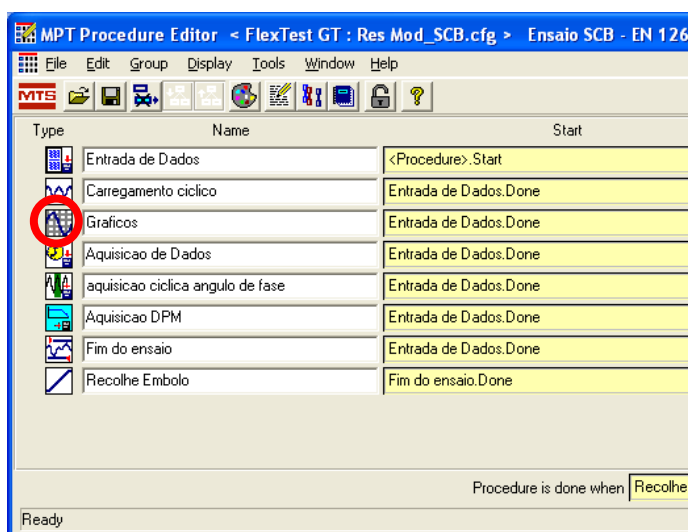 MPT Procedure Editor < FlexTest GT : Res Mod_SCB.cfg > Ensaio SCB - EN 126
File Edit Group Display Tools Window Help
MTS
Type Name Start
Entrada de Dados <Procedure>.Start
Carregamento ciclico Entrada de Dados.Done
Graficos Entrada de Dados.Done
Aquisicao de Dados Entrada de Dados.Done
aquisicao ciclica angulo de fase Entrada de Dados.Done
Aquisicao DPM Entrada de Dados.Done
Fim do ensaio Entrada de Dados.Done
Recolhe Embolo Fim do ensaio.Done
Procedure is done when Recolhe
Ready